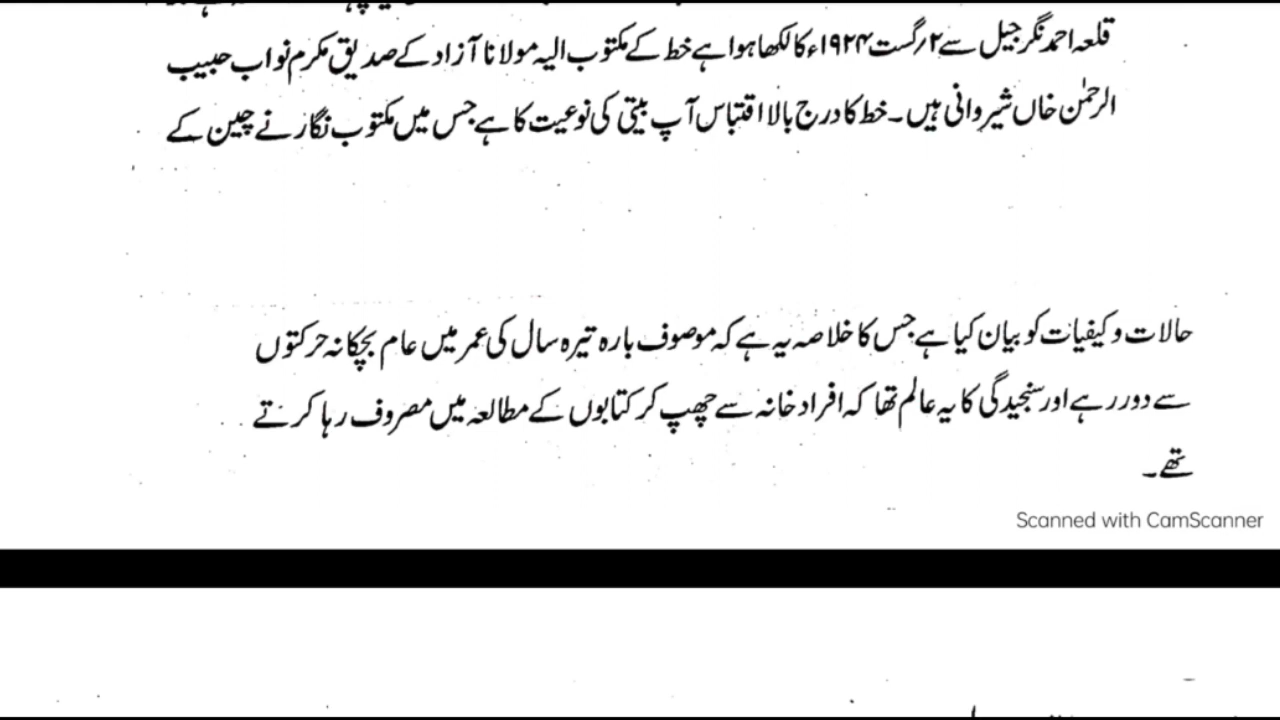 قلعہ احمد نگر جیل سے ۲/گست ۱۹۲۴ء کا لکھا ہوا ہے خط کے مکتوب الیہ مولانا آزاد کے صدیق مکرم نواب حبیب
الرحمٰن خاں شیروانی ہیں۔ خط کا درج بالا اقتباس آپ بیتی کی نوعیت کا ہے جس میں مکتوب نگار نے چپن کے
حالات و کیفیات کو بیان کیا ہے جس کا خلاصہ یہ ہے کہ موصوف بارہ تیرہ سال کی عمر میں عام بچکانہ حرکتوں
سے دور رہے اور سنجیدگی کا یہ عالم تھا کہ افراد خانہ سے چھپ کر کتابوں کے مطالعہ میں مصروف رہا کرتے
تھے۔
Scanned with CamScanner